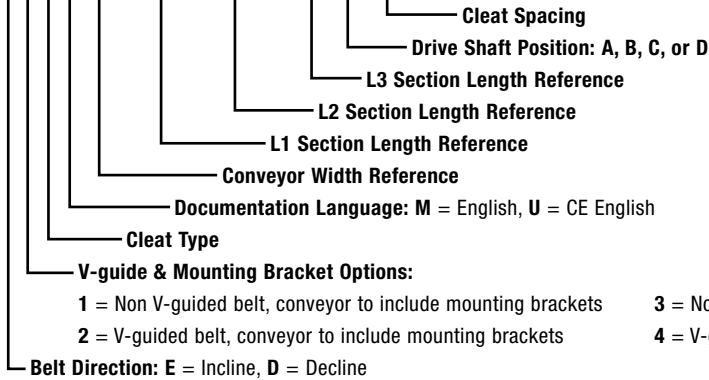 Cleat Spacing
Drive Shaft Position: A, B, C, or D
L3 Section Length Reference
L2 Section Length Reference
L1 Section Length Reference
Conveyor Width Reference
Documentation Language: M = English, U = CE English
Cleat Type
V-guide & Mounting Bracket Options:
1 = Non V-guided belt, conveyor to include mounting brackets 3 =
2 = V-guided belt, conveyor to include mounting brackets 4 =
Belt Direction: E = Incline, D = Decline